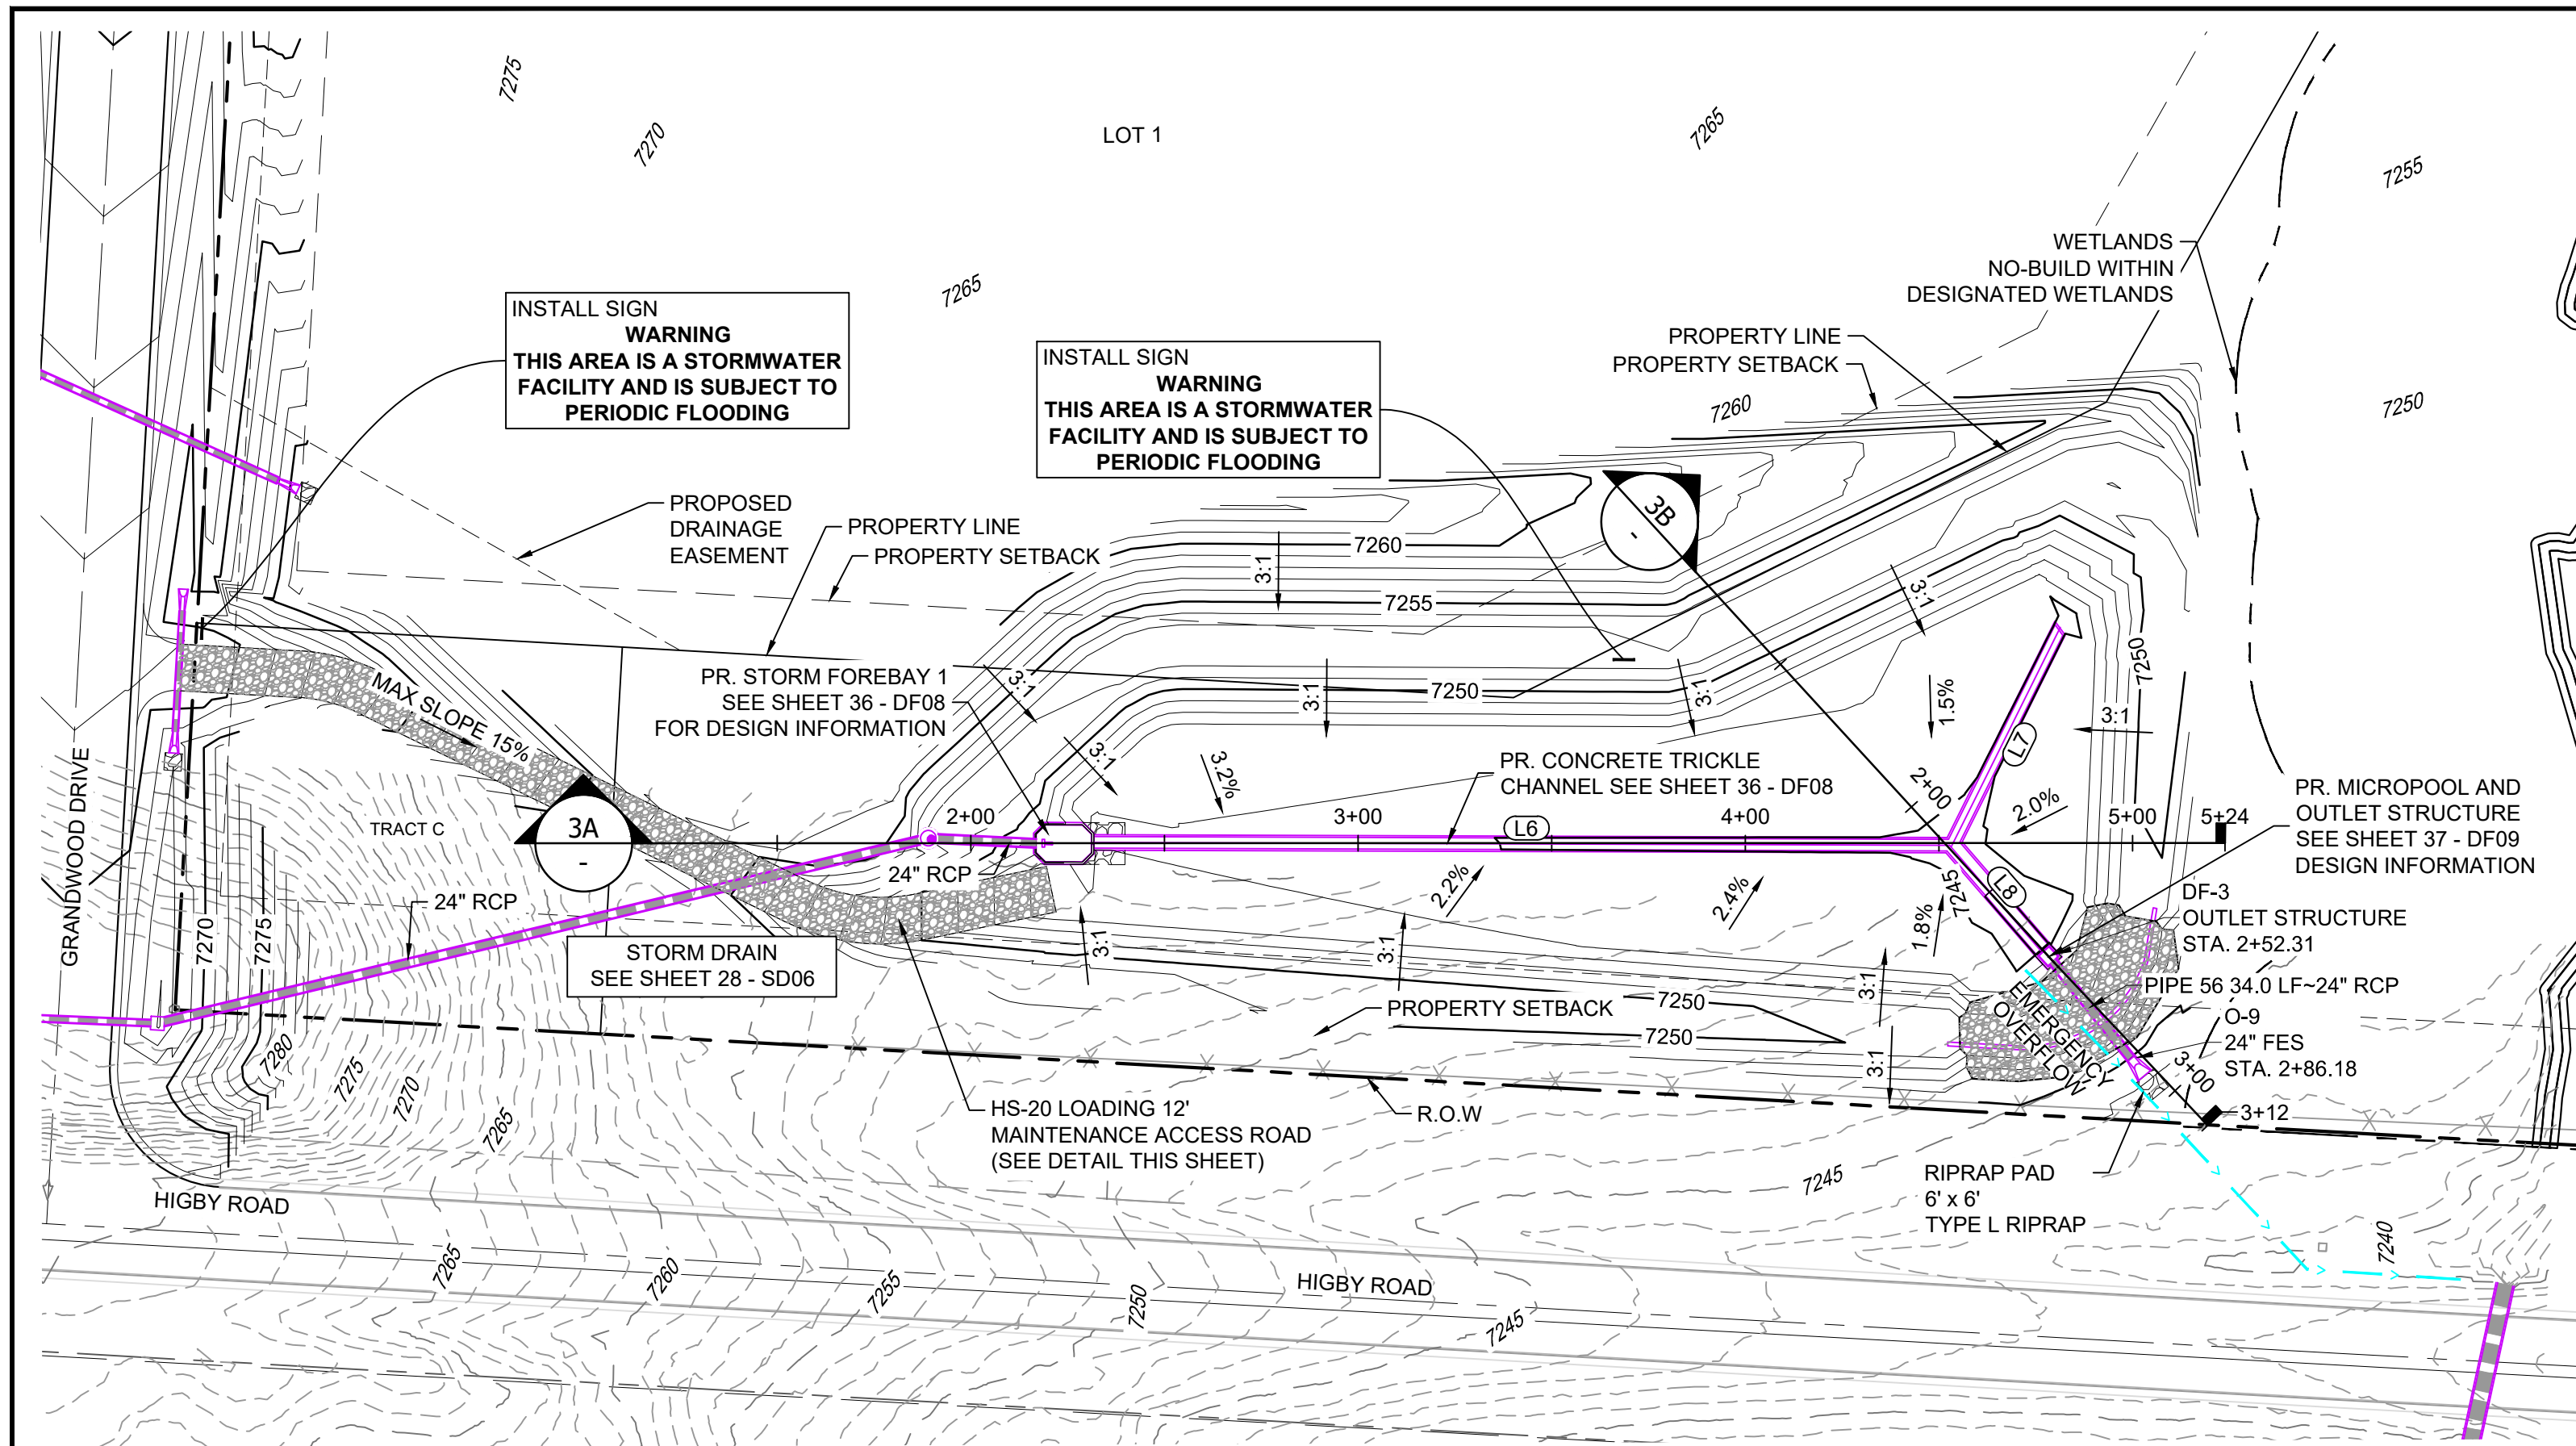 7275
7270
LOT 1
7265
7255
WETLANDS
NO-BUILD WITHIN
DESIGNATED WETLANDS
7265
INSTALL SIGN
WARNING
THIS AREA IS A STORMWATER
FACILITY AND IS SUBJECT TO
PERIODIC FLOODING
INSTALL SIGN
WARNING
THIS AREA IS A STORMWATER
FACILITY AND IS SUBJECT TO
PERIODIC FLOODING
PROPERTY LINE
PROPERTY SETBACK
7260
7250
PROPOSED
DRAINAGE
EASEMENT
PROPERTY LINE
PROPERTY SETBACK
3B
-
7260
3:1
7255
3:1
PR. STORM FOREBAY 1
SEE SHEET 36 - DF08
FOR DESIGN INFORMATION
3:1
3:1
7250
3:1
7250
1.5%
3:1
L7
MAX SLOPE 15%
GRANDWOOD DRIVE
3:1
3.2%
PR. CONCRETE TRICKLE
CHANNEL SEE SHEET 36 - DF08
PR. MICROPOOL AND
OUTLET STRUCTURE
SEE SHEET 37 - DF09
DESIGN INFORMATION
TRACT C
3A
-
2+00
3+00
L6
4+00
2+00
2.0%
5+00
5+24
24" RCP
24" RCP
2.2%
2.4%
1.8%
7245
L8
DF-3
OUTLET STRUCTURE
STA. 2+52.31
7270
7275
STORM DRAIN
SEE SHEET 28 - SD06
3:1
3:1
3:1
PIPE 56 34.0 LF~24" RCP
O-9
24" FES
STA. 2+86.18
PROPERTY SETBACK
7250
7250
EMERGENCY
OVERFLOW
3:1
3+00
3+12
7280
7275
7270
7265
HS-20 LOADING 12'
MAINTENANCE ACCESS ROAD
(SEE DETAIL THIS SHEET)
R.O.W
RIPRAP PAD
6' x 6'
TYPE L RIPRAP
7245
HIGBY ROAD
7240
7265
7260
7255
7250
HIGBY ROAD
7245